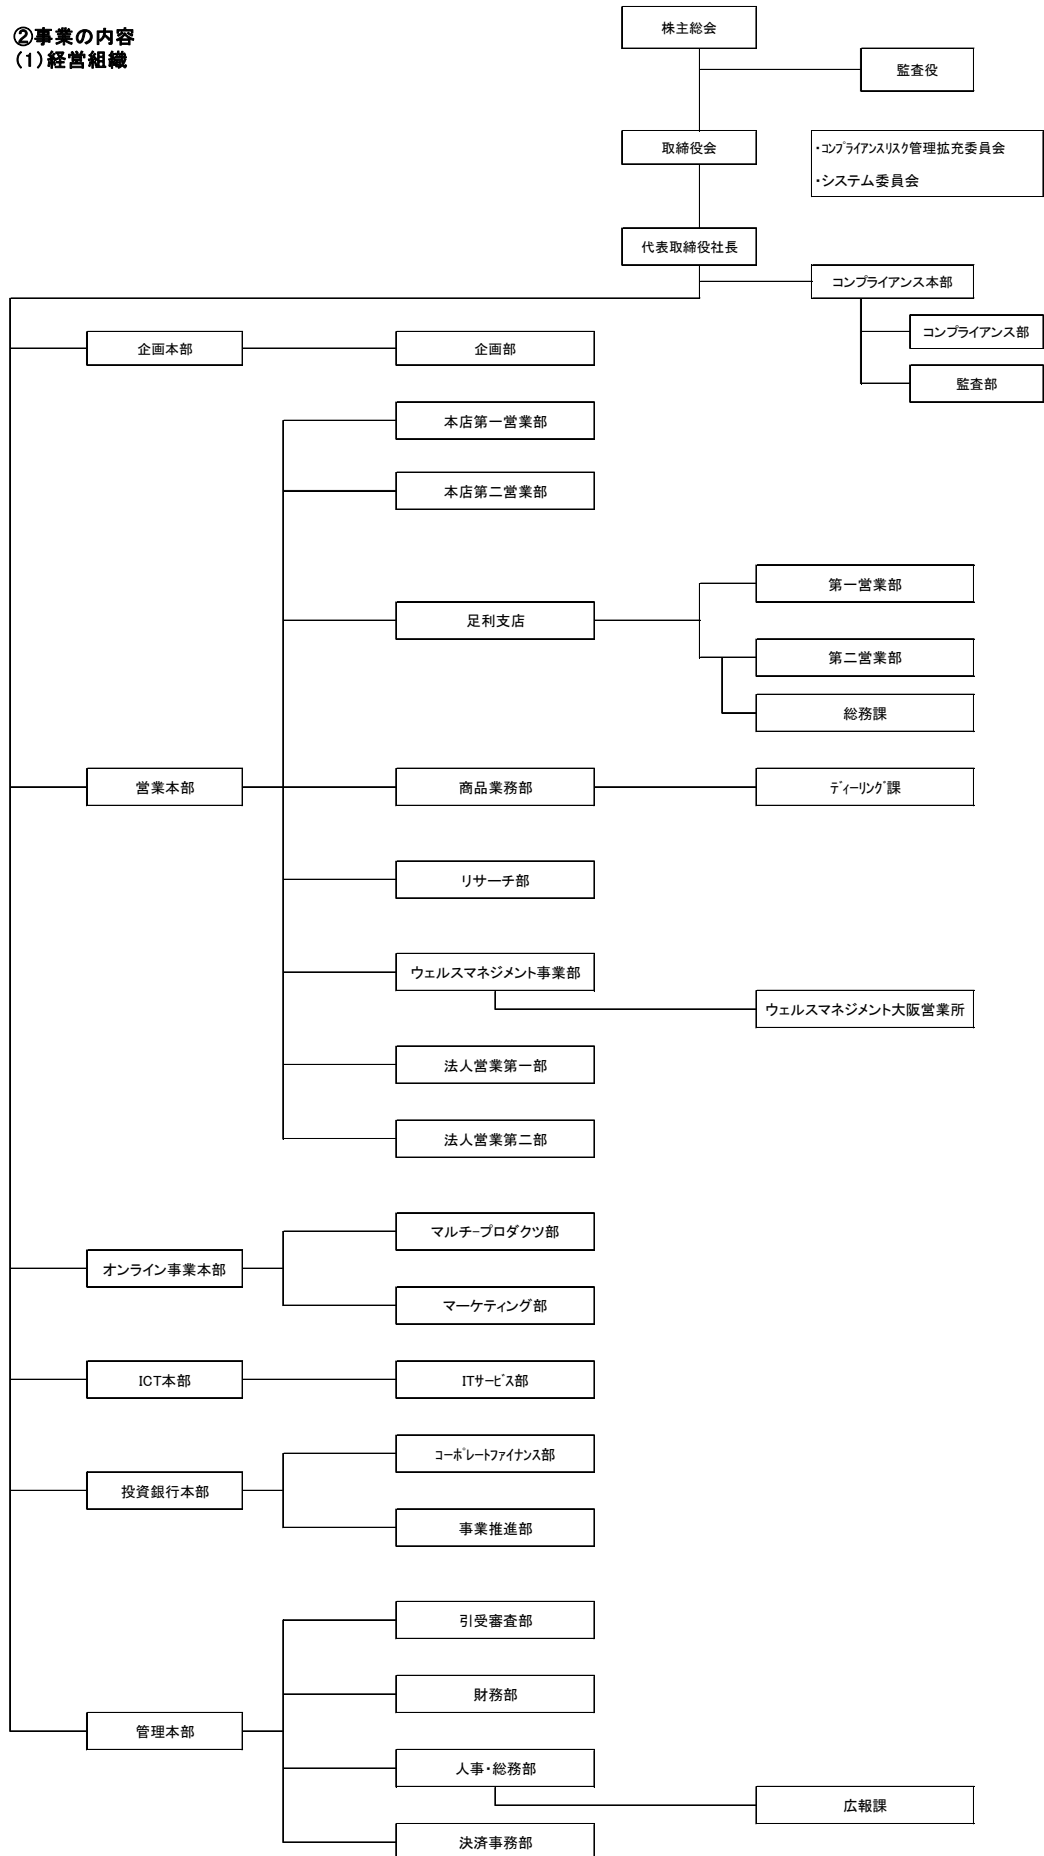 ②事業の内容
(1)経営組織
株主総会
監査役
取締役会
・コンプライアンスリスク管理拡充委員会
・システム委員会
代表取締役社長
コンプライアンス本部
コンプライアンス部
監査部
企画本部
企画部
本店第一営業部
本店第二営業部
足利支店
第一営業部
第二営業部
総務課
営業本部
商品業務部
ディーリング課
リサーチ部
ウェルスマネジメント事業部
ウェルスマネジメント大阪営業所
法人営業第一部
法人営業第二部
オンライン事業本部
マルチープロダクツ部
マーケティング部
ICT本部
ITサービス部
投資銀行本部
コーポレートファイナンス部
事業推進部
管理本部
引受審査部
財務部
人事・総務部
広報課
決済事務部